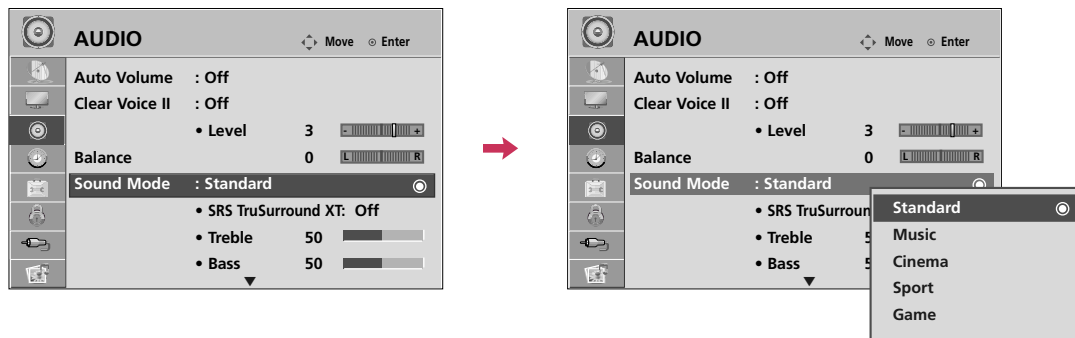 AUDIO Move Enter
Auto Volume : Off
Clear Voice II : Off
• Level 3 - +
Balance 0 L R
Sound Mode : Standard
• SRS TruSurround XT: Off
• Treble 50
• Bass 50
AUDIO Move Enter
Auto Volume : Off
Clear Voice II : Off
• Level 3 - +
Balance 0 L R
Sound Mode : Standard
• SRS TruSurroun
• Treble 5
• Bass 5
Standard
Music
Cinema
Sport
Game